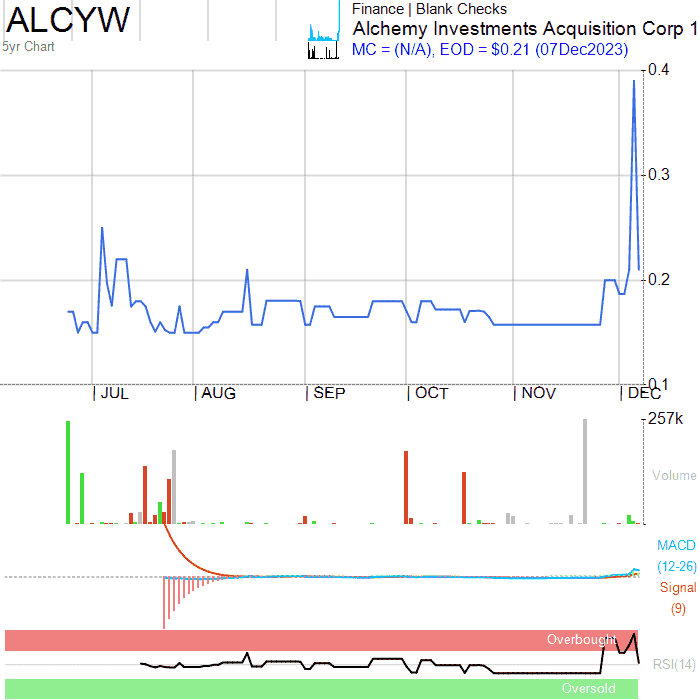 ALCYW
5yr Chart
Finance | Blank Checks
Alchemy Investments Acquisition Corp 1
MC = (N/A), EOD = $0.21 (07Dec2023)
0.4
0.3
0.2
0.1
JUL AUG SEP OCT NOV DEC
257k
Volume
MACD
(12-26)
Signal
(9)
Overbought
RSI(14)
Oversold